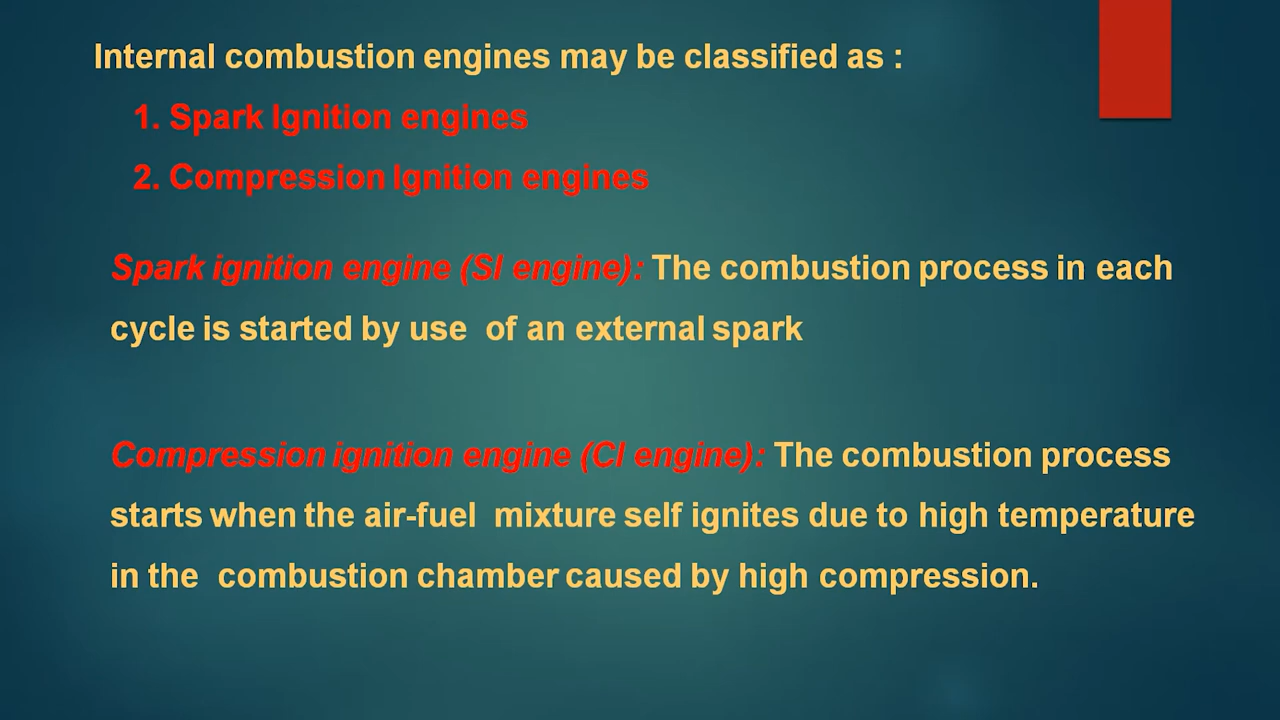 Internal combustion engines may be classified as :
1. Spark Ignition engines
2. Compression Ignition engines
Spark ignition engine (SI engine): The combustion process in each
cycle is started by use of an external spark
Compression ignition engine (CI engine): The combustion process
starts when the air-fuel mixture self ignites due to high temperature
in the combustion chamber caused by high compression.